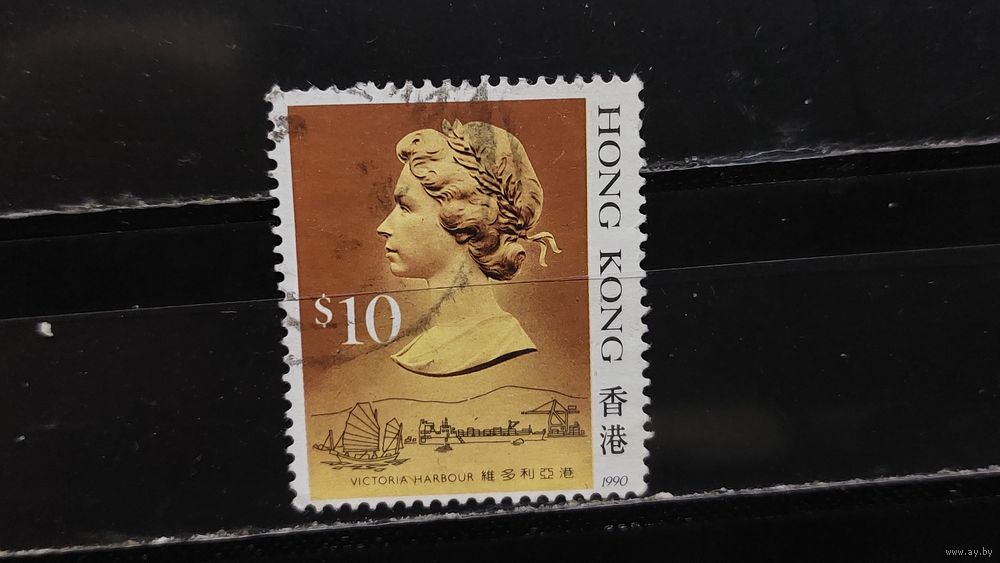 HONG KONG 香港
$10
VICTORIA HARBOUR 維多利亞港
1990
www.ay.by